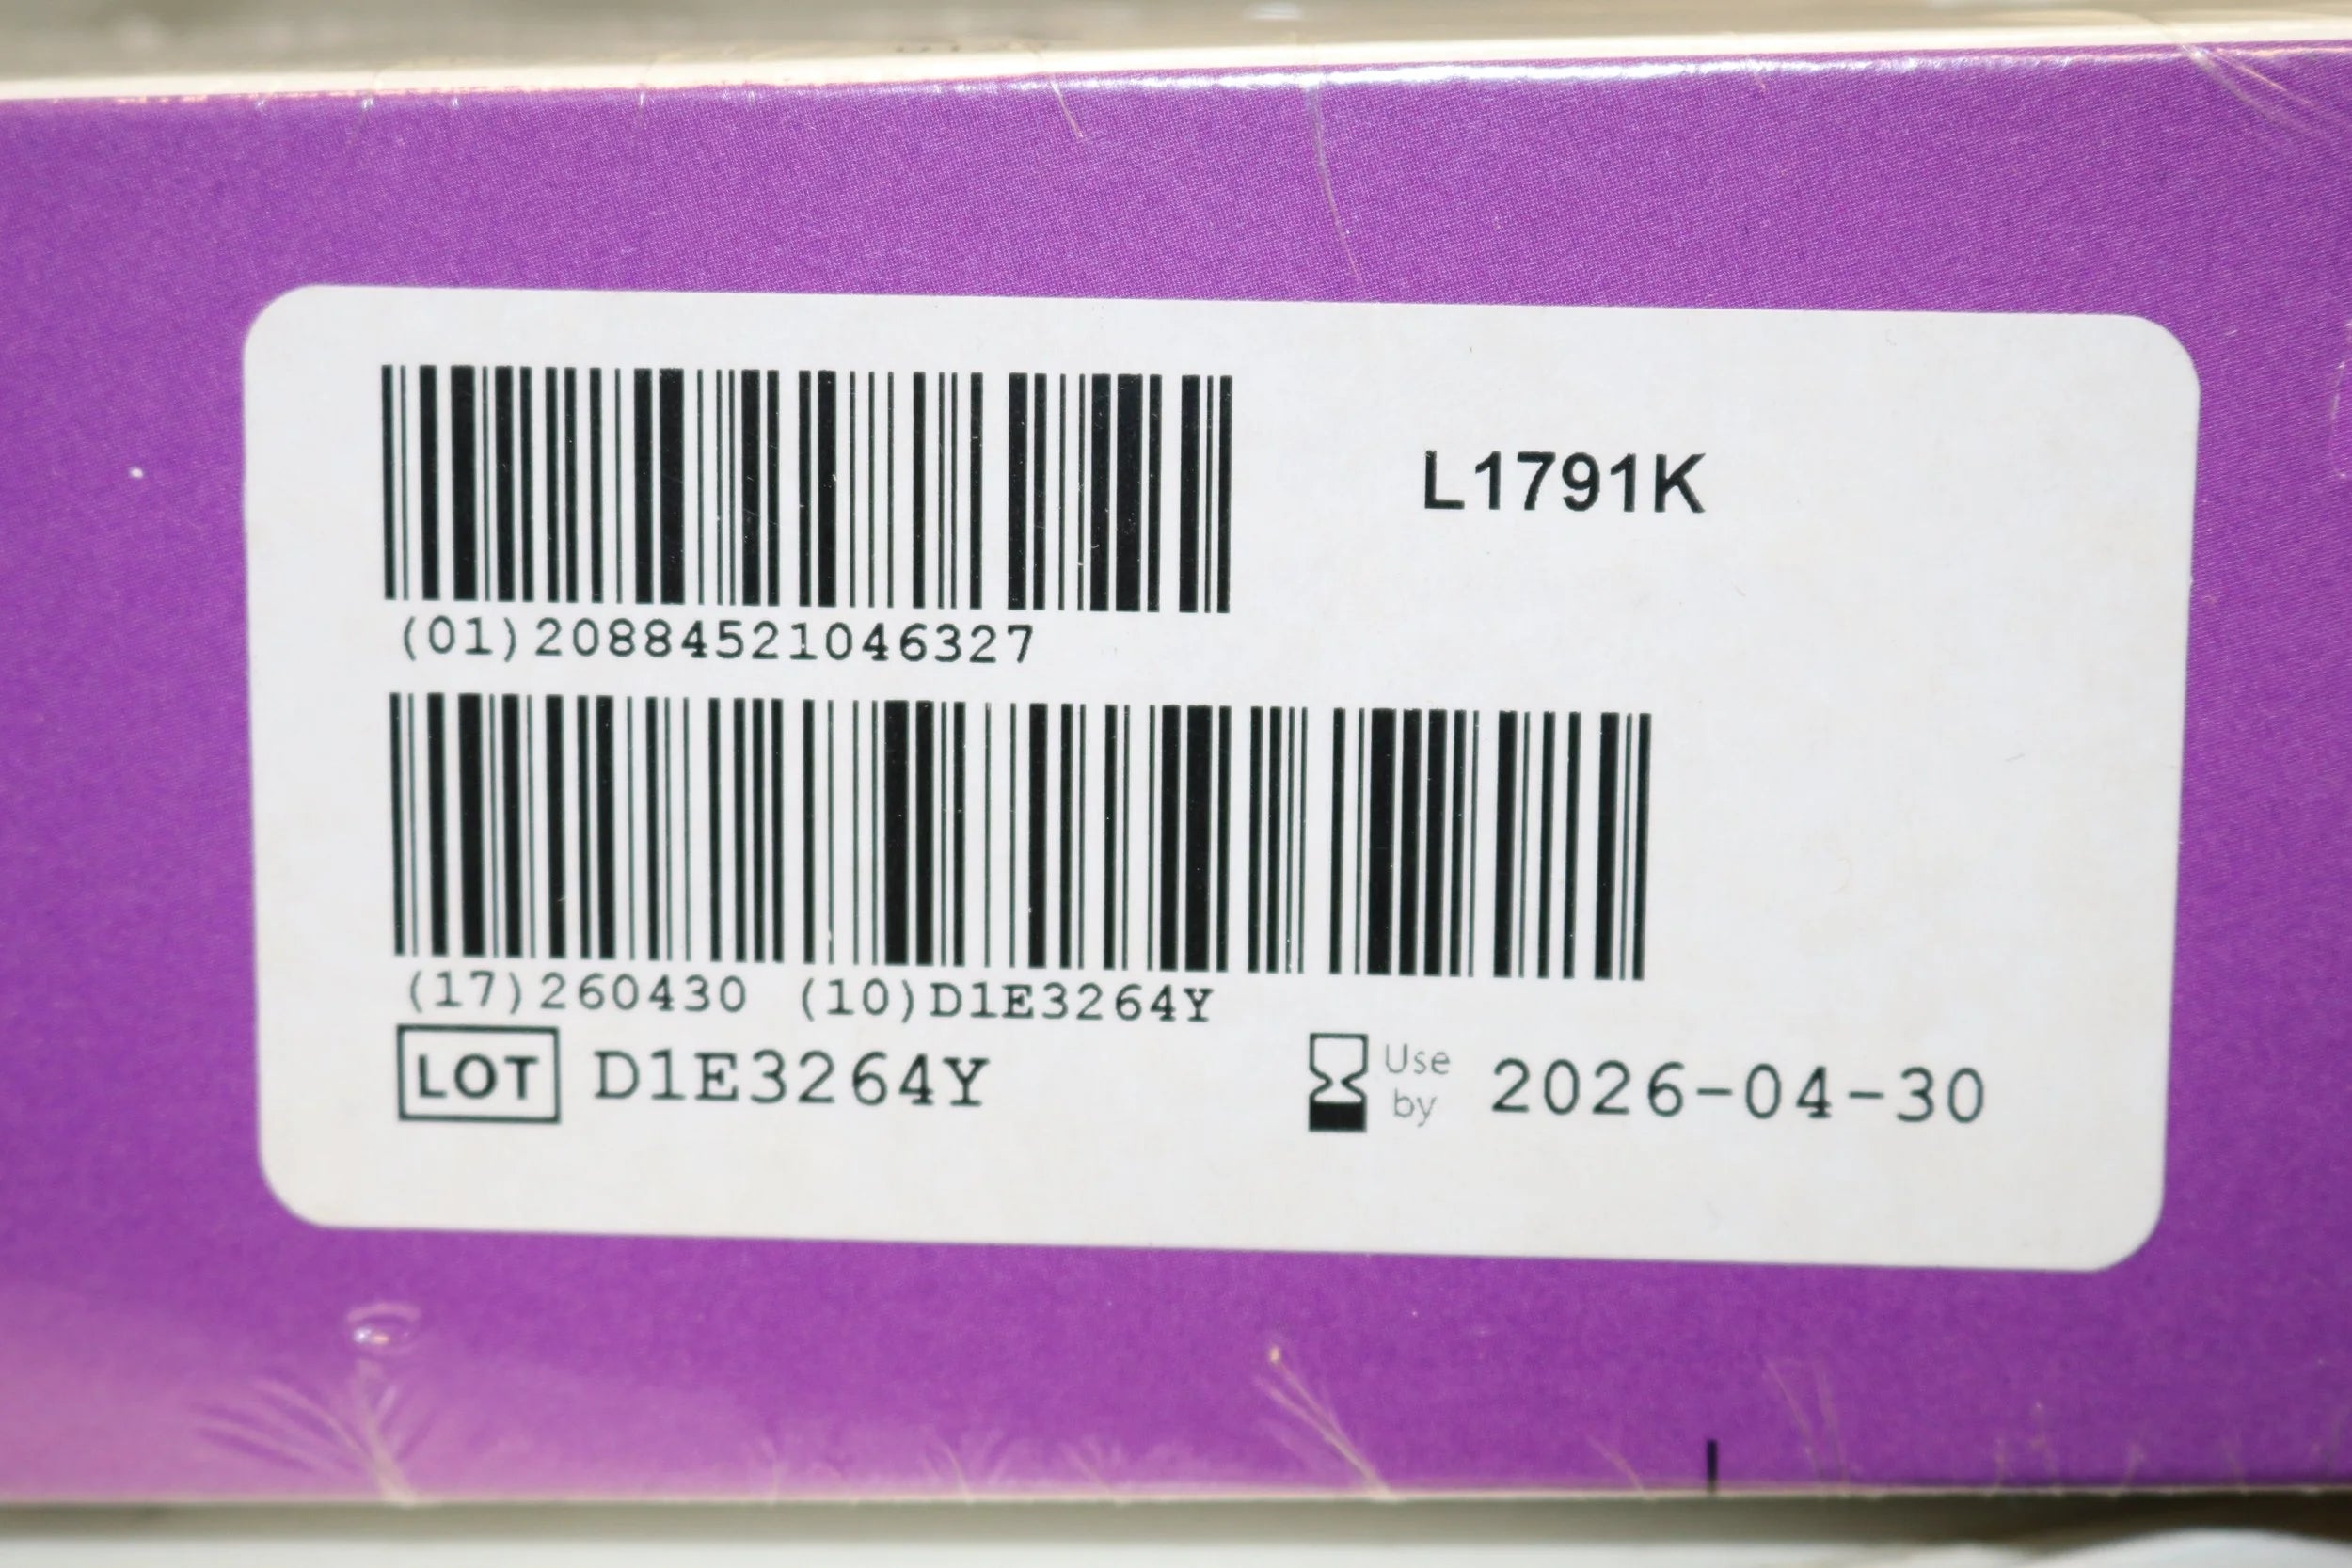 L1791K
(01)20884521046327
(17)260430 (10)D1E3264Y
LOT D1E3264Y
Use by 2026-04-30